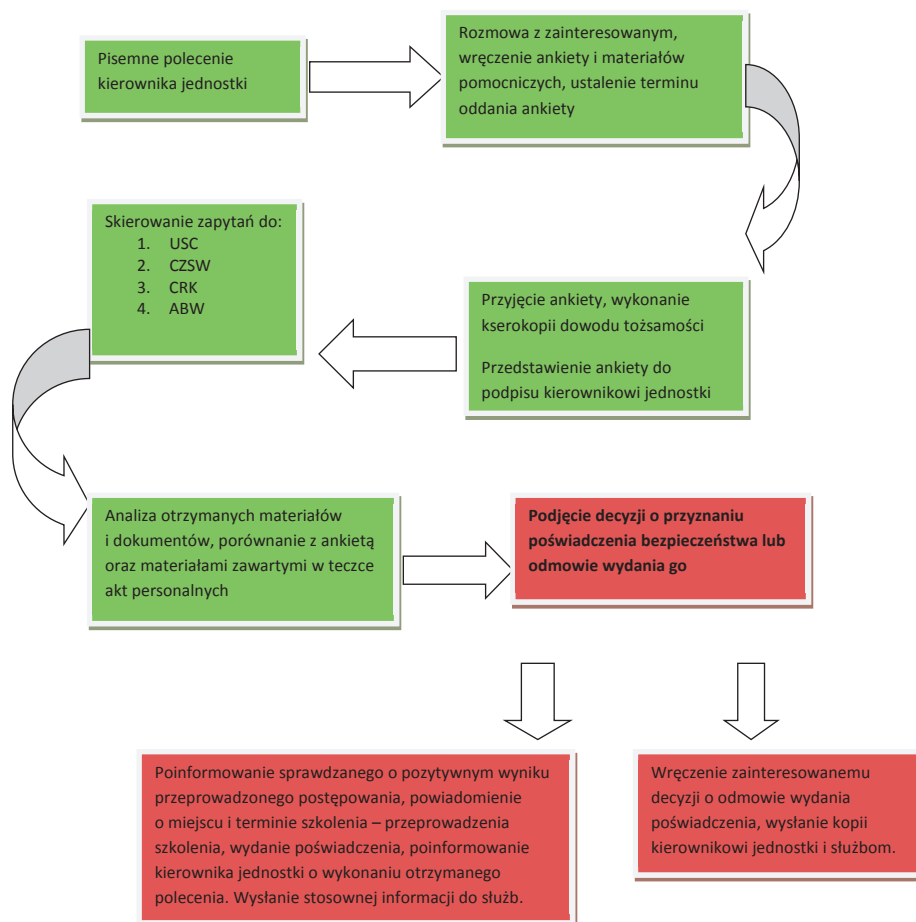 Pisemne polecenie
kierownika jednostki
Rozmowa z zainteresowanym,
wręczenie ankiety i materiałów
pomocniczych, ustalenie terminu
oddania ankiety
Przyjęcie ankiety, wykonanie
kserokopii dowodu tożsamości
Przedstawienie ankiety do
podpisu kierownikowi jednostki
Skierowanie zapytań do:
1. USC
2. CZSW
3. CRK
4. ABW
Analiza otrzymanych materiałów
i dokumentów, porównanie z ankietą
oraz materiałami zawartymi w teczce
akt personalnych
Podjęcie decyzji o przyznaniu
poświadczenia bezpieczeństwa lub
odmowie wydania go
Poinformowanie sprawdzanego o pozytywnym wyniku
przeprowadzonego postępowania, powiadomienie
o miejscu i terminie szkolenia – przeprowadzenia
szkolenia, wydanie poświadczenia, poinformowanie
kierownika jednostki o wykonaniu otrzymanego
polecenia. Wysłanie stosownej informacji do służb.
Wręczenie zainteresowanemu
decyzji o odmowie wydania
poświadczenia, wysłanie kopii
kierownikowi jednostki i służbom.